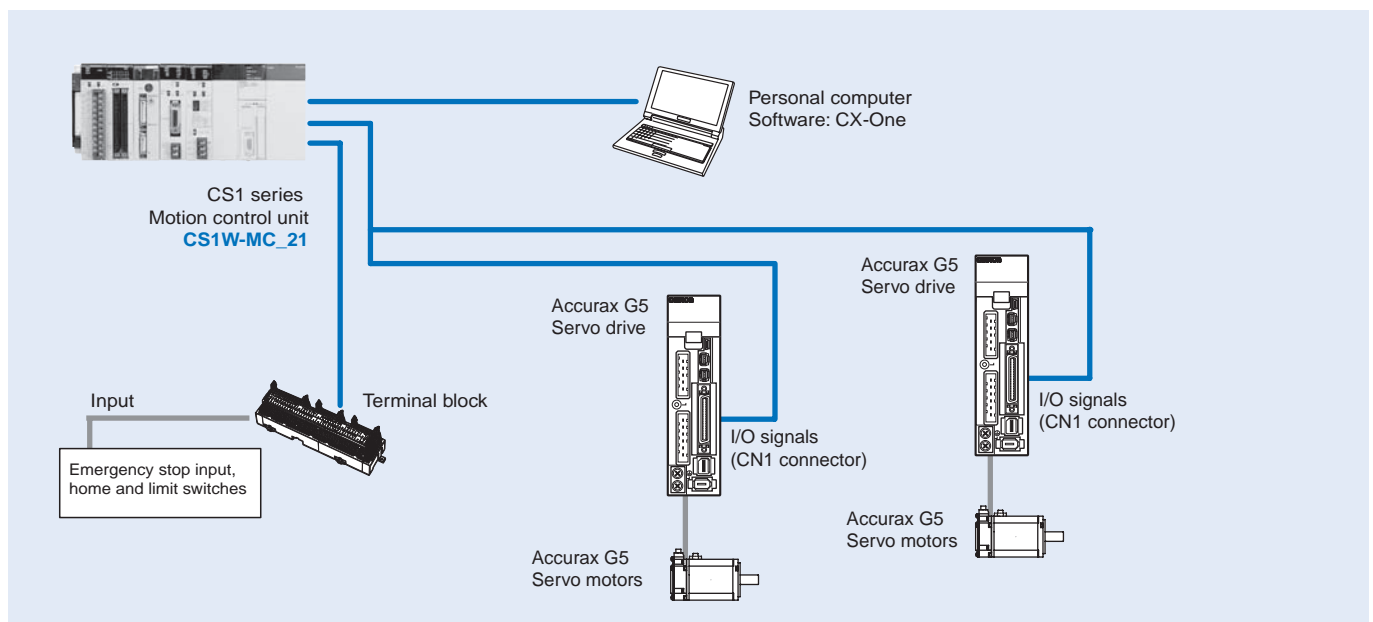 Personal computer
Software: CX-One
CS1 series
Motion control unit
CS1W-MC_21
Accurax G5
Servo drive
Accurax G5
Servo drive
Input
Terminal block
I/O signals
(CN1 connector)
I/O signals
(CN1 connector)
Emergency stop input,
home and limit switches
Accurax G5
Servo motors
Accurax G5
Servo motors